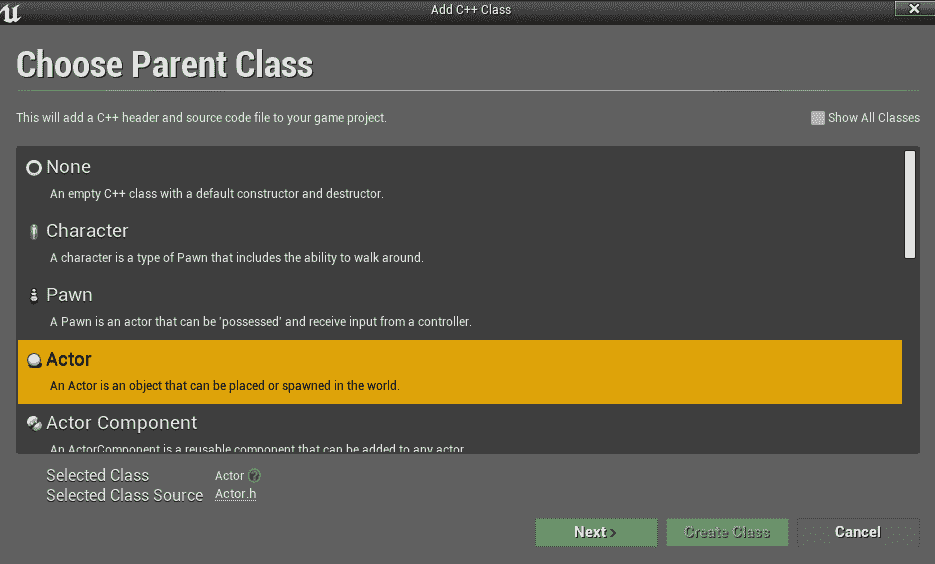 Add C++ Class
Choose Parent Class
This will add a C++ header and source code file to your game project.
Show All Classes
None
An empty C++ class with a default constructor and destructor.
Character
A character is a type of Pawn that includes the ability to walk around.
Pawn
A Pawn is an actor that can be 'possessed' and receive input from a controller.
Actor
An Actor is an object that can be placed or spawned in the world.
Actor Component
An ActorComponent is a reusable component that can be added to any actor.
Selected Class Actor
Selected Class Source Actor.h
Next
Create Class
Cancel